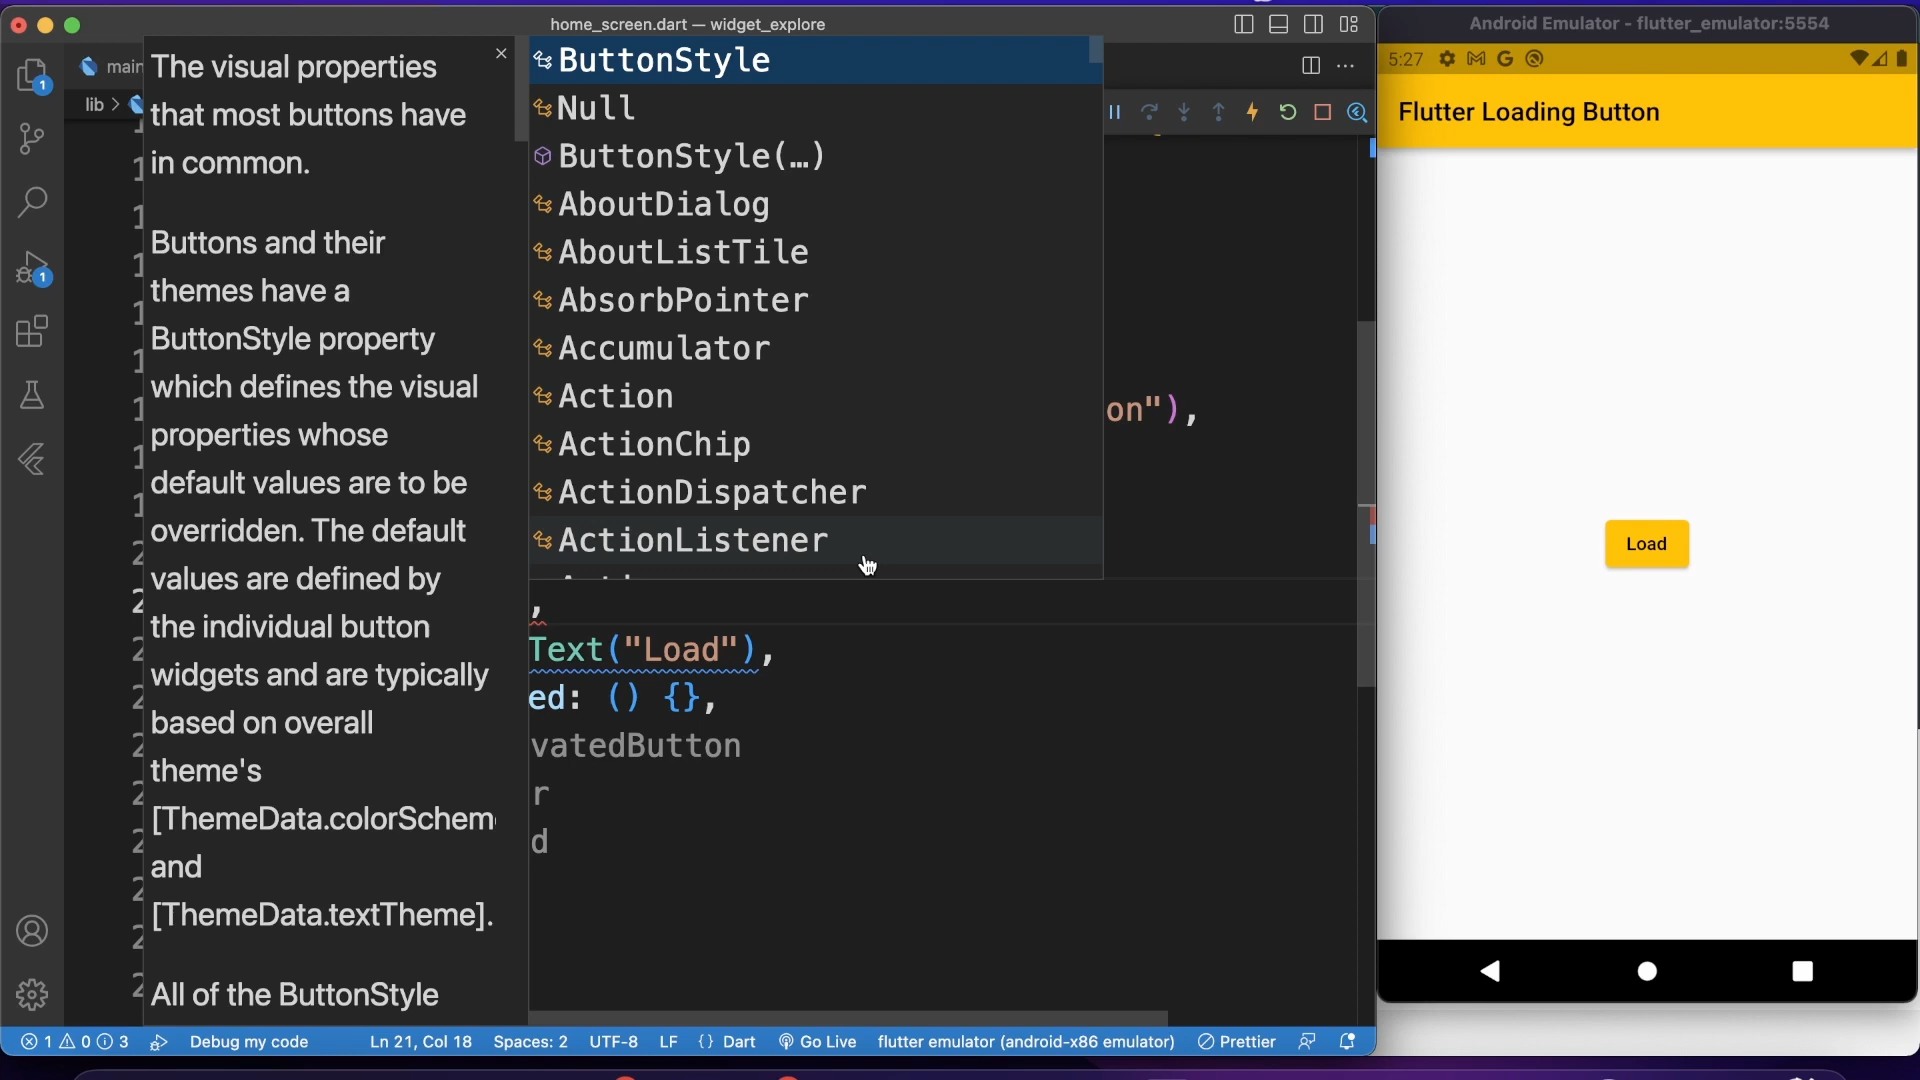 home_screen.dart — widget_explore
main
lib >
The visual properties
that most buttons have
in common.
Buttons and their
themes have a
ButtonStyle property
which defines the visual
properties whose
default values are to be
overridden. The default
values are defined by
the individual button
widgets and are typically
based on overall
theme's
[ThemeData.colorSchem
and
[ThemeData.textTheme].
All of the ButtonStyle
ButtonStyle
Null
ButtonStyle(…)
AboutDialog
AboutListTile
AbsorbPointer
Accumulator
Action
ActionChip
ActionDispatcher
ActionListener
on"),
,
Text("Load"),
ed: () {},
vatedButton
r
d
1
1
1 0 3 Debug my code Ln 21, Col 18 Spaces: 2 UTF-8 LF {} Dart Go Live flutter emulator (android-x86 emulator) Prettier
Android Emulator - flutter_emulator:5554
5:27
Flutter Loading Button
Load